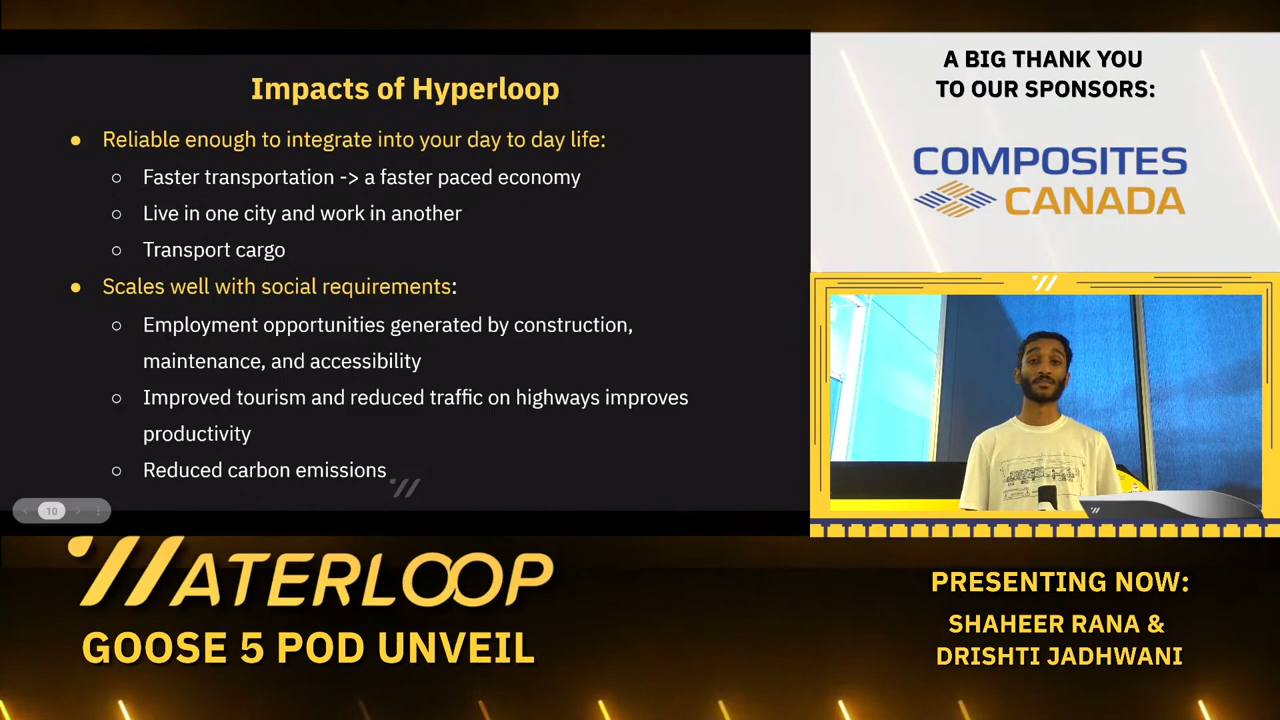 Impacts of Hyperloop
● Reliable enough to integrate into your day to day life:
○ Faster transportation -> a faster paced economy
○ Live in one city and work in another
○ Transport cargo
● Scales well with social requirements:
○ Employment opportunities generated by construction,
maintenance, and accessibility
○ Improved tourism and reduced traffic on highways improves
productivity
○ Reduced carbon emissions
10
A BIG THANK YOU
TO OUR SPONSORS:
COMPOSITES
CANADA
WATERLOOP
GOOSE 5 POD UNVEIL
PRESENTING NOW:
SHAHEER RANA &
DRISHTI JADHWANI